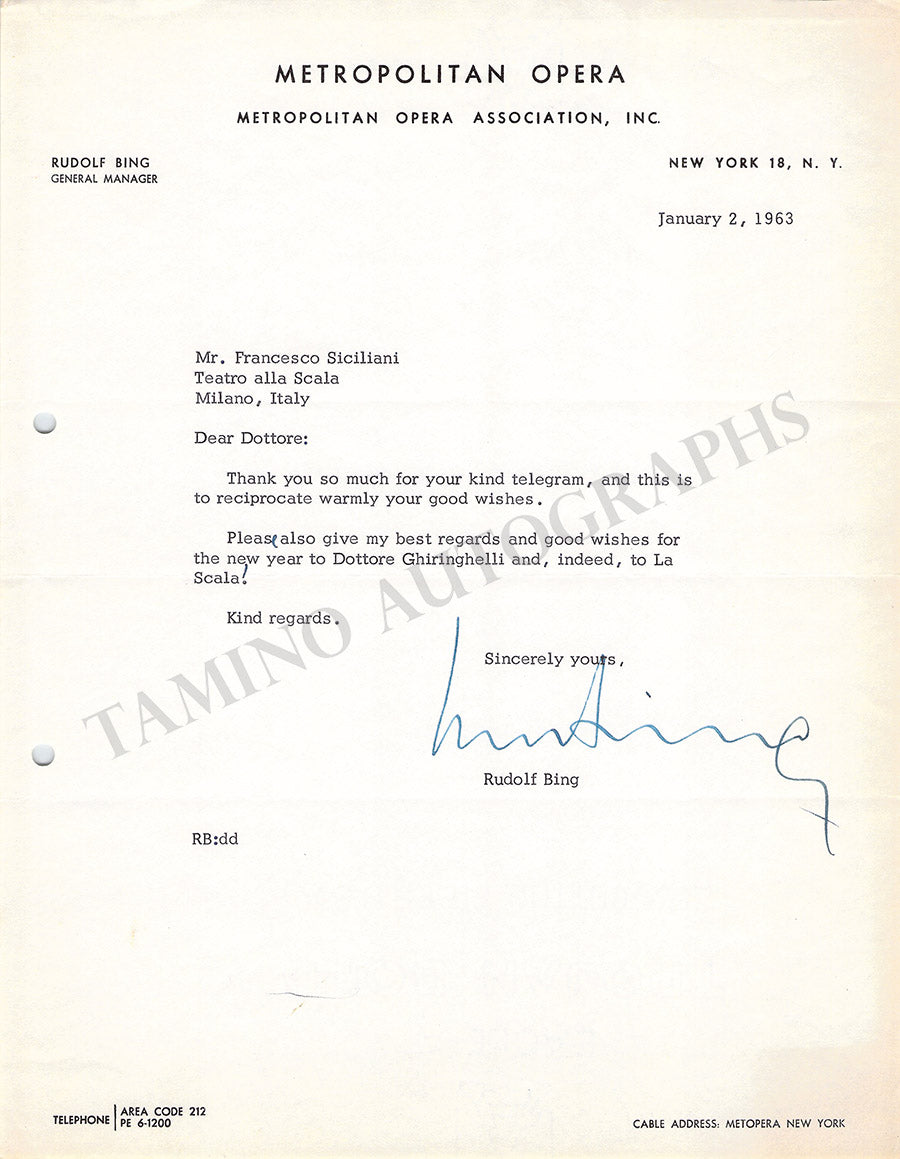 METROPOLITAN OPERA
METROPOLITAN OPERA ASSOCIATION, INC.
RUDOLF BING
GENERAL MANAGER
NEW YORK 18, N. Y.
January 2, 1963
Mr. Francesco Siciliani
Teatro alla Scala
Milano, Italy
Dear Dottore:
Thank you so much for your kind telegram, and this is
to reciprocate warmly your good wishes.
Please also give my best regards and good wishes for
the new year to Dottore Ghiringhelli and, indeed, to La
Scala!
Kind regards.
Sincerely yours,
Rudolf Bing
RB:dd
TELEPHONE AREA CODE 212
PE 6-1200
CABLE ADDRESS: METOPERA NEW YORK
TAMINO AUTOGRAPHS